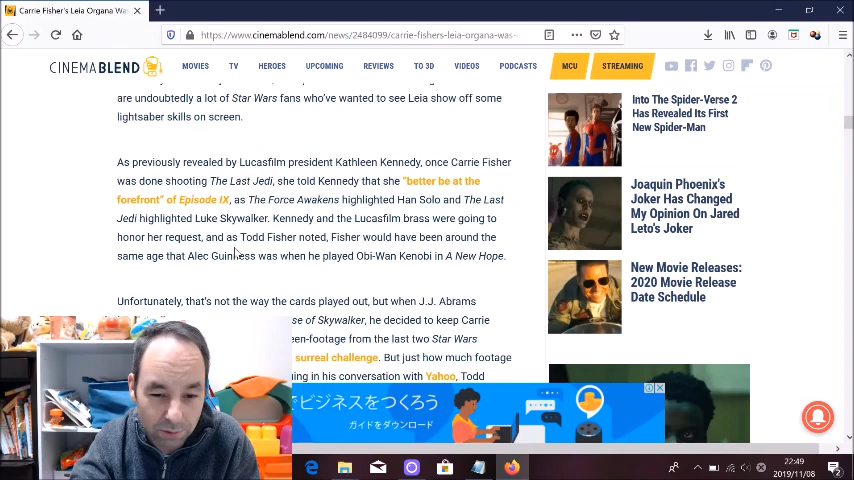 Carrie Fisher's Leia Organa Was
https://www.cinemablend.com/news/2484099/carrie-fishers-leia-organa-was-
CINEMABLEND
MOVIES TV HEROES UPCOMING REVIEWS TO 3D VIDEOS PODCASTS MCU STREAMING
are undoubtedly a lot of Star Wars fans who've wanted to see Leia show off some
lightsaber skills on screen.
As previously revealed by Lucasfilm president Kathleen Kennedy, once Carrie Fisher
was done shooting The Last Jedi, she told Kennedy that she "better be at the
forefront" of Episode IX, as The Force Awakens highlighted Han Solo and The Last
Jedi highlighted Luke Skywalker. Kennedy and the Lucasfilm brass were going to
honor her request, and as Todd Fisher noted, Fisher would have been around the
same age that Alec Guinness was when he played Obi-Wan Kenobi in A New Hope.
Unfortunately, that's not the way the cards played out, but when J.J. Abrams
se of Skywalker, he decided to keep Carrie
een-footage from the last two Star Wars
surreal challenge. But just how much footage
uing in his conversation with Yahoo, Todd
Into The Spider-Verse 2
Has Revealed Its First
New Spider-Man
Joaquin Phoenix's
Joker Has Changed
My Opinion On Jared
Leto's Joker
New Movie Releases:
2020 Movie Release
Date Schedule
でビジネスをつくろう
ガイドをダウンロード
22:49
2019/11/08
2